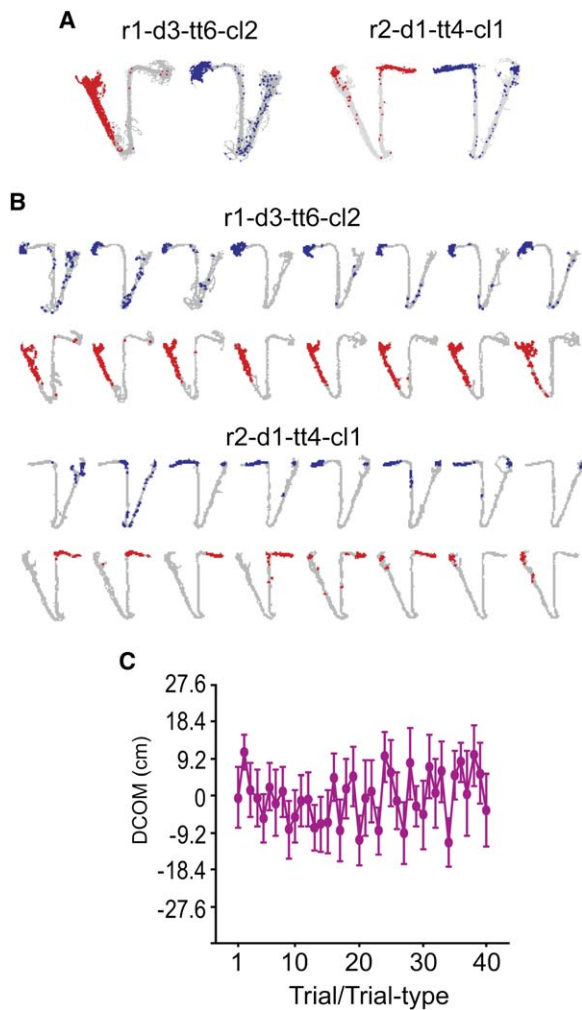 A
r1-d3-tt6-cl2 r2-d1-tt4-cl1
B
r1-d3-tt6-cl2
r2-d1-tt4-cl1
C
27.6
18.4
9.2
0
-9.2
-18.4
-27.6
DCOM (cm)
1 10 20 30 40
Trial/Trial-type